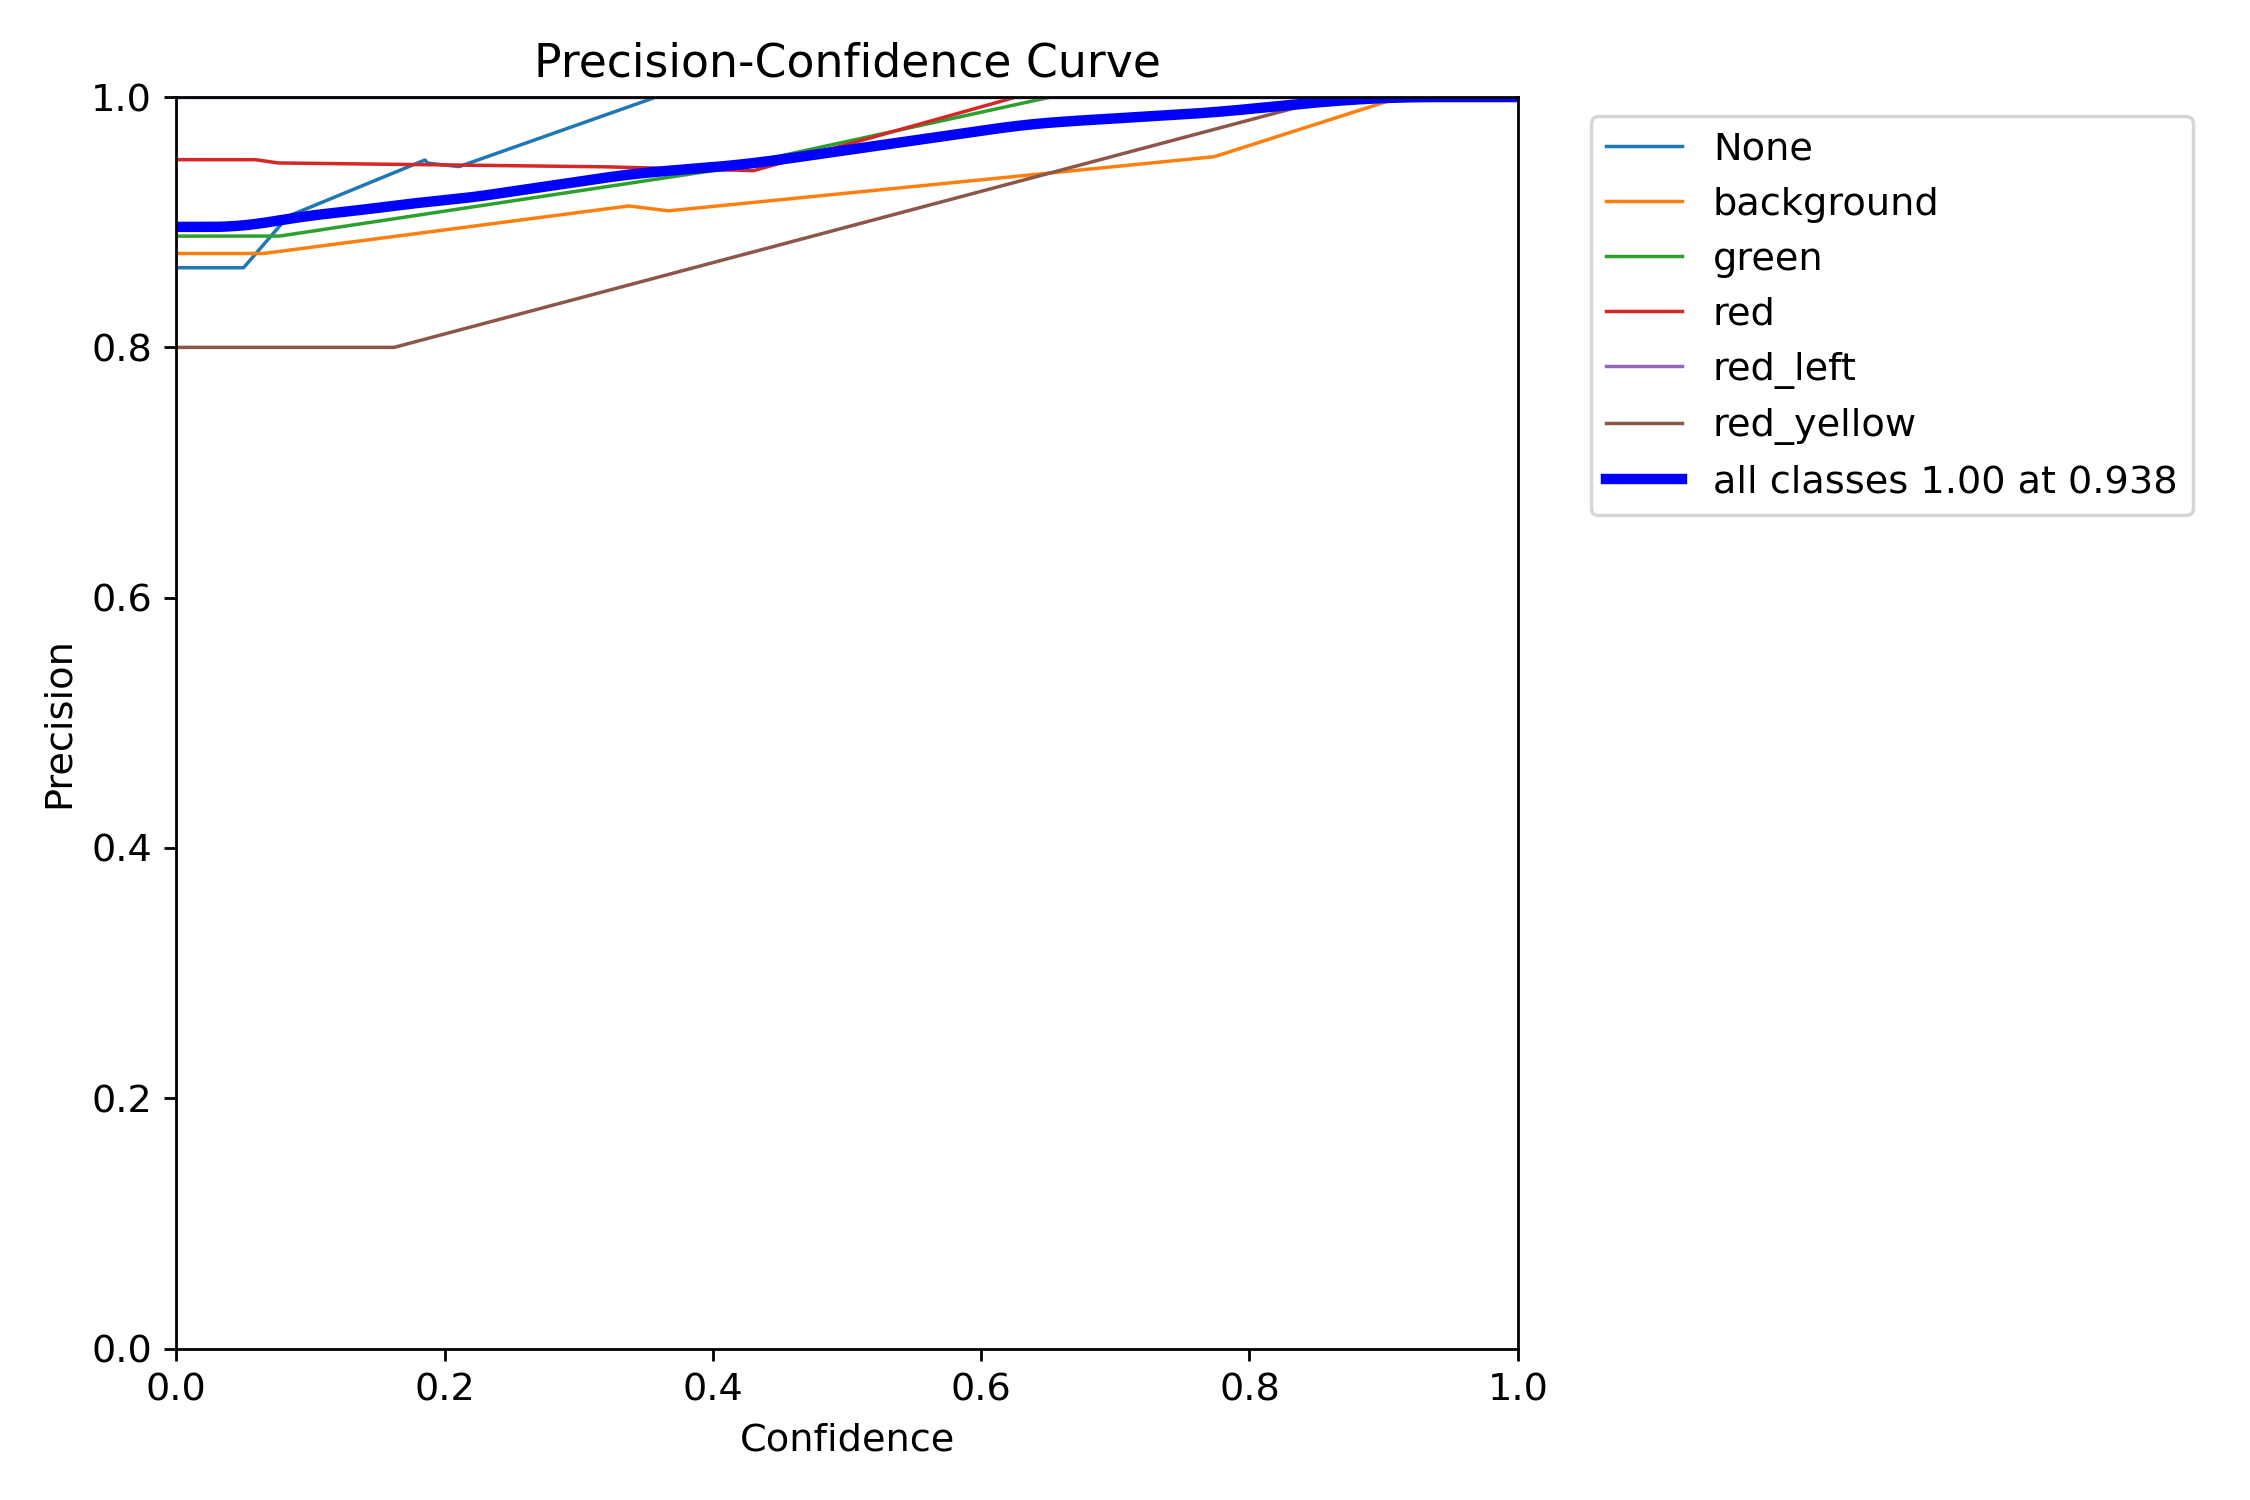 Precision-Confidence Curve
1.0
0.8
0.6
0.4
0.2
0.0
Precision
0.0 0.2 0.4 0.6 0.8 1.0
Confidence
None
background
green
red
red_left
red_yellow
all classes 1.00 at 0.938